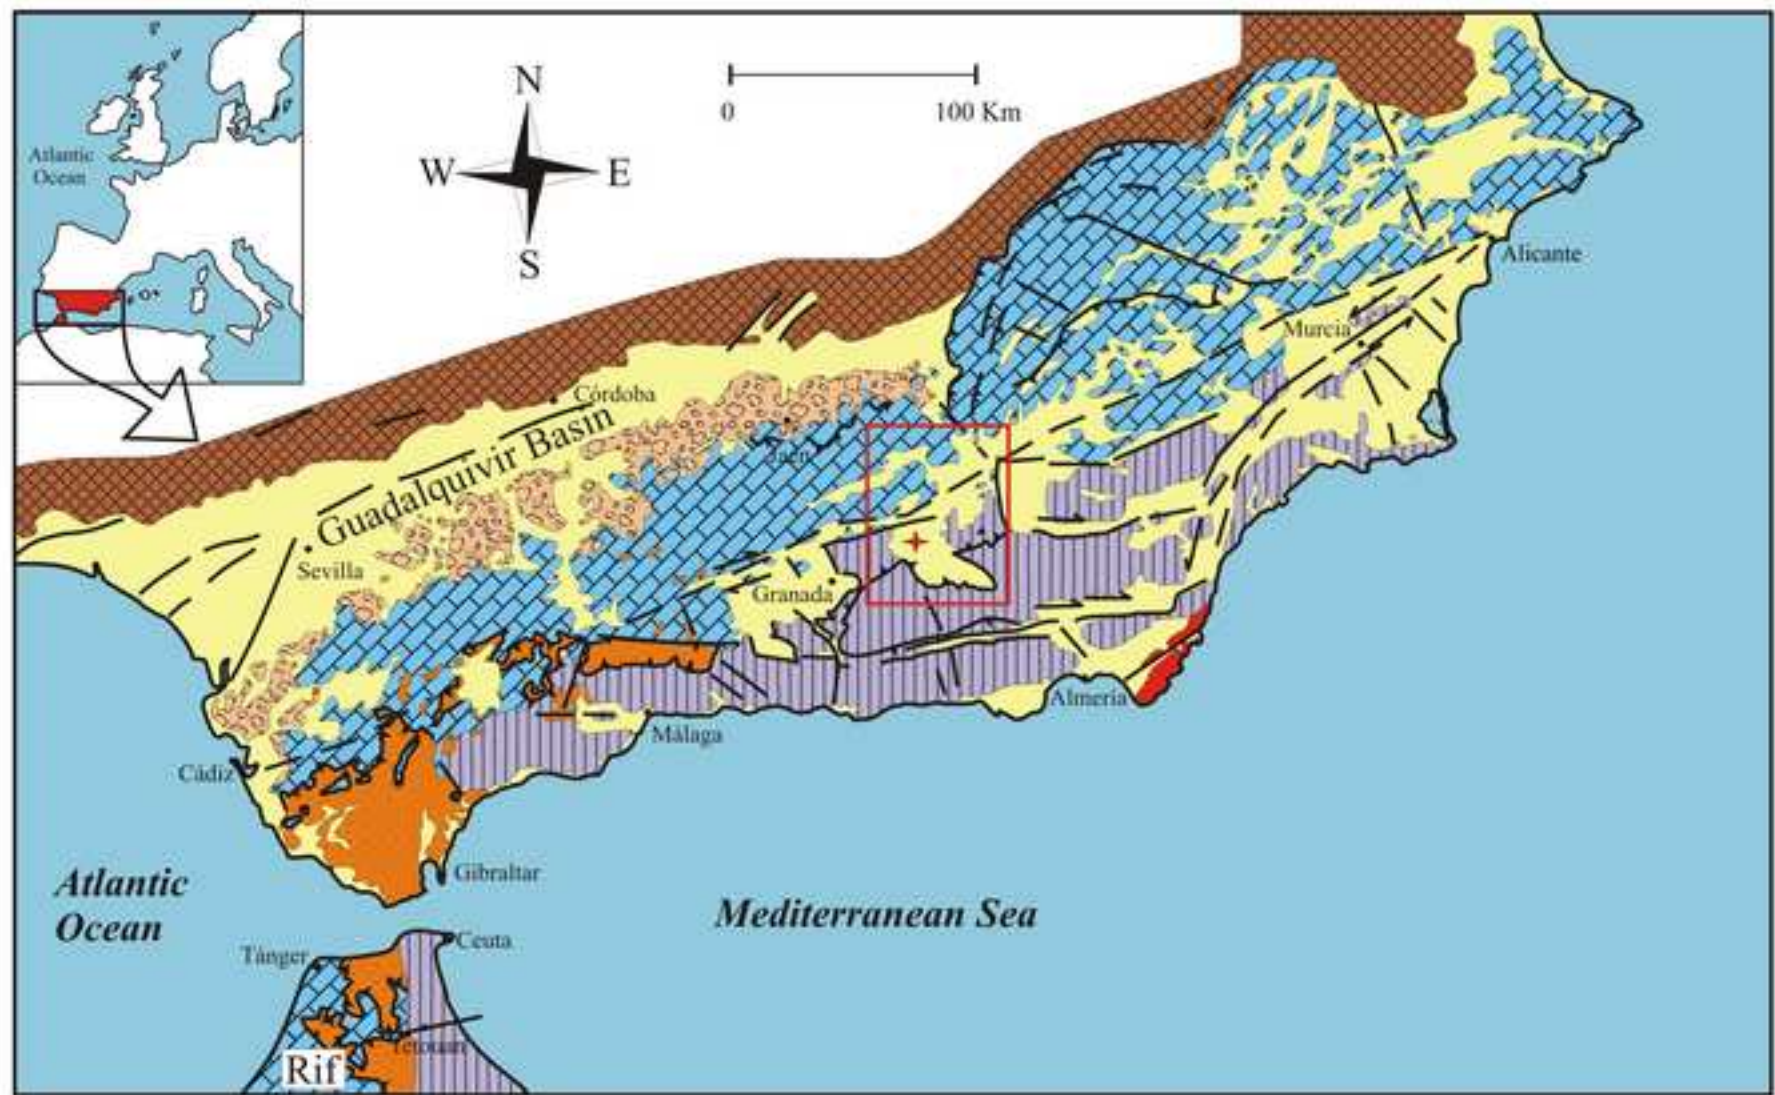 N
W
E
S
0
100 Km
Atlantic
Ocean
Alicante
Murcia
Córdoba
Guadalquivir Basin
Jaén
Sevilla
Granada
Almería
Málaga
Cádiz
Gibraltar
Atlantic
Ocean
Mediterranean Sea
Ceuta
Tánger
Tetouan
Rif